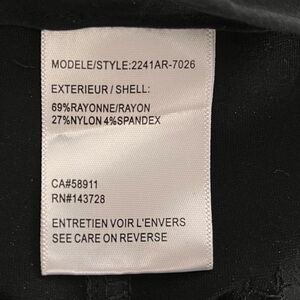 MODELE/STYLE:2241AR-7026
EXTERIEUR/SHELL:
69%RAYONNE/RAYON
27%NYLON 4%SPANDEX
CA#58911
RN#143728
ENTRETIEN VOIR L'ENVERS
SEE CARE ON REVERSE